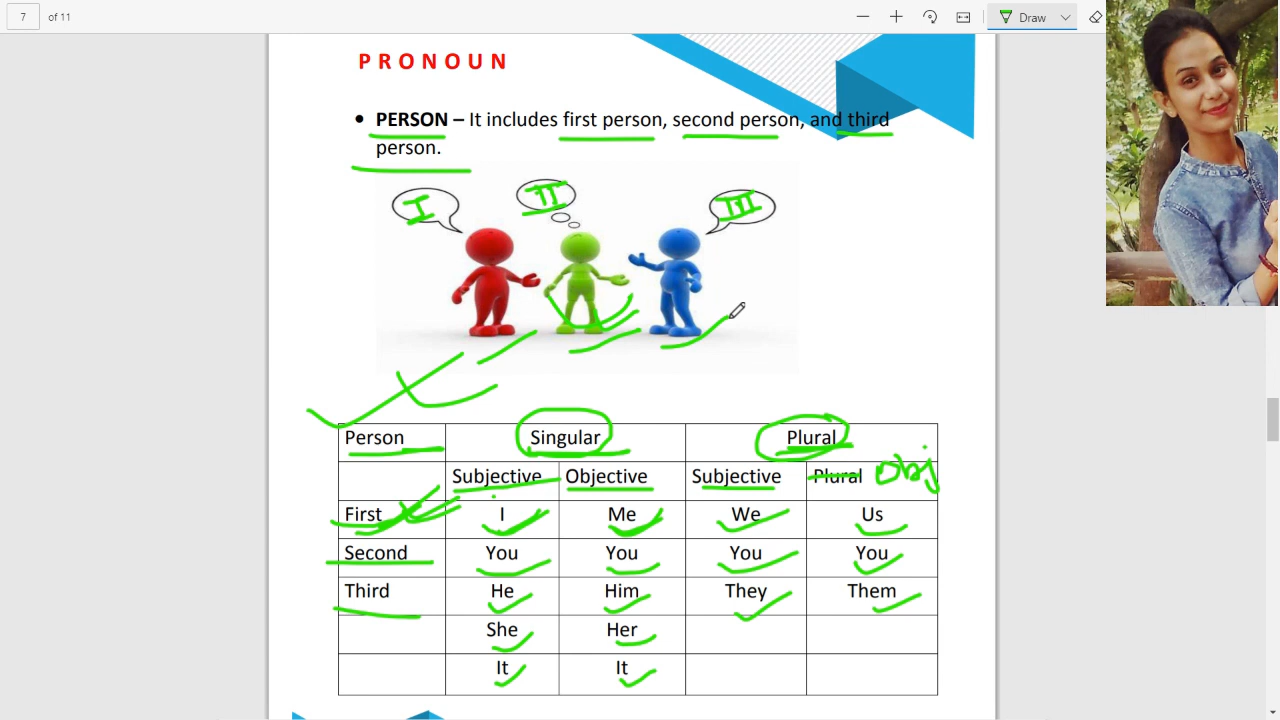 7 of 11
Draw
PRONOUN
• PERSON – It includes first person, second person, and third
person.
I II III
Person Singular Plural
Subjective Objective Subjective Plural Obj
First I Me We Us
Second You You You You
Third He Him They Them
She Her
It It